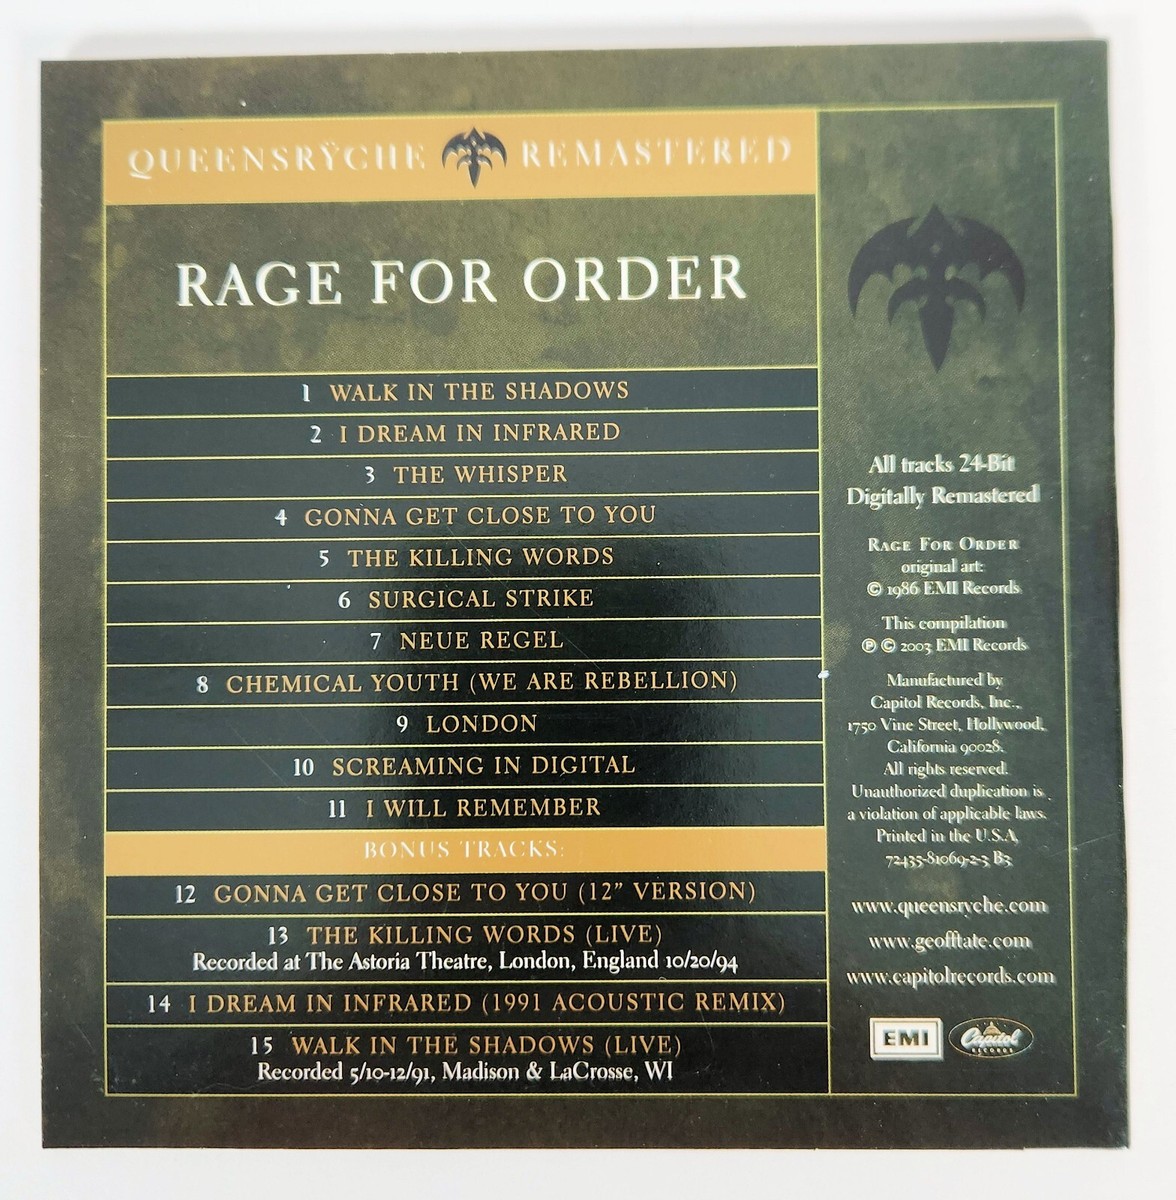 QUEENSRŸCHE REMASTERED
RAGE FOR ORDER
1 WALK IN THE SHADOWS
2 I DREAM IN INFRARED
3 THE WHISPER
4 GONNA GET CLOSE TO YOU
5 THE KILLING WORDS
6 SURGICAL STRIKE
7 NEUE REGEL
8 CHEMICAL YOUTH (WE ARE REBELLION)
9 LONDON
10 SCREAMING IN DIGITAL
11 I WILL REMEMBER
BONUS TRACKS:
12 GONNA GET CLOSE TO YOU (12” VERSION)
13 THE KILLING WORDS (LIVE)
Recorded at The Astoria Theatre, London, England 10/20/94
14 I DREAM IN INFRARED (1991 ACOUSTIC REMIX)
15 WALK IN THE SHADOWS (LIVE)
Recorded 5/10-12/91, Madison & LaCrosse, WI
All tracks 24-Bit
Digitally Remastered
RAGE FOR ORDER
original art:
© 1986 EMI Records
This compilation
℗ © 2003 EMI Records
Manufactured by
Capitol Records, Inc.,
1750 Vine Street, Hollywood,
California 90028.
All rights reserved.
Unauthorized duplication is
a violation of applicable laws.
Printed in the U.S.A.
72435-81069-2-3 B3
www.queensryche.com
www.geofftate.com
www.capitolrecords.com
EMI
Capitol
RECORDS